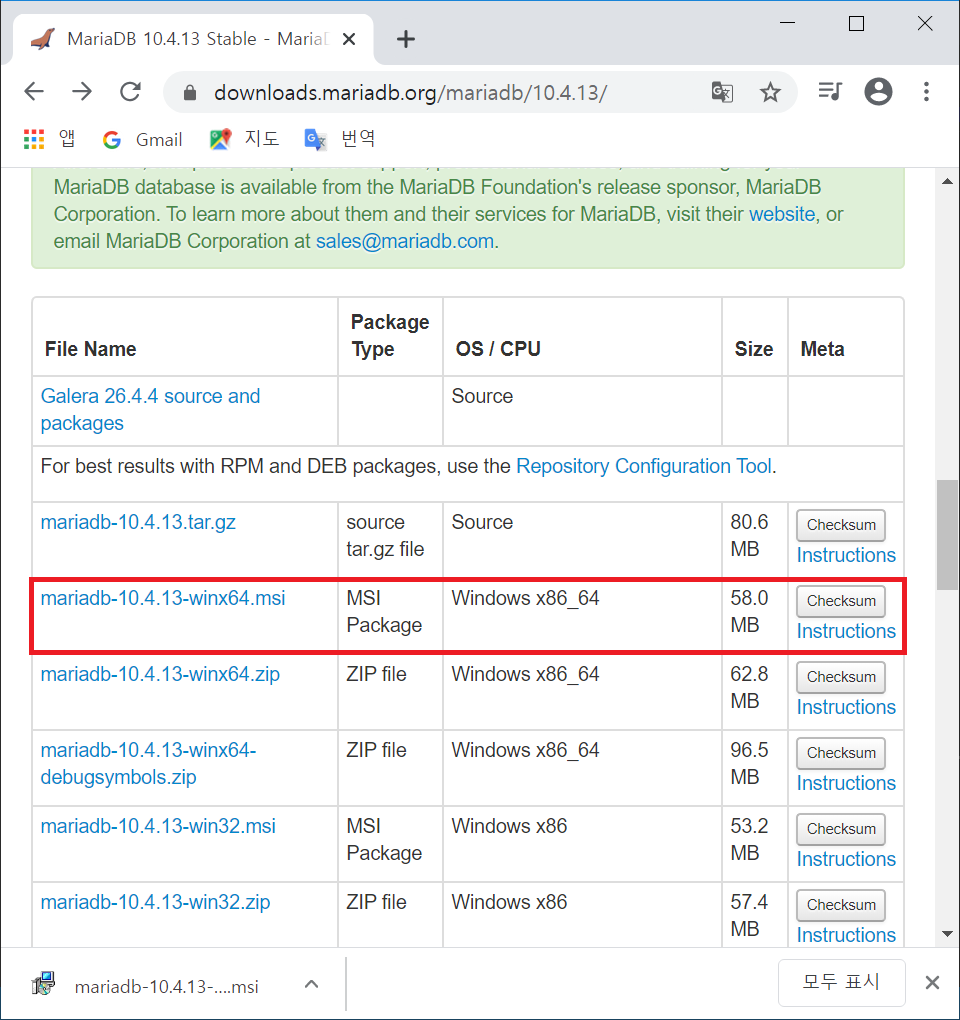 MariaDB 10.4.13 Stable - Maria
downloads.mariadb.org/mariadb/10.4.13/
앱 Gmail 지도 번역
MariaDB database is available from the MariaDB Foundation's release sponsor, MariaDB
Corporation. To learn more about them and their services for MariaDB, visit their website, or
email MariaDB Corporation at sales@mariadb.com.
File Name Package Type OS / CPU Size Meta
Galera 26.4.4 source and Source
packages
For best results with RPM and DEB packages, use the Repository Configuration Tool.
mariadb-10.4.13.tar.gz source Source 80.6 Checksum
tar.gz file MB Instructions
mariadb-10.4.13-winx64.msi MSI Windows x86_64 58.0 Checksum
Package MB Instructions
mariadb-10.4.13-winx64.zip ZIP file Windows x86_64 62.8 Checksum
MB Instructions
mariadb-10.4.13-winx64- ZIP file Windows x86_64 96.5 Checksum
debugsymbols.zip MB Instructions
mariadb-10.4.13-win32.msi MSI Windows x86 53.2 Checksum
Package MB Instructions
mariadb-10.4.13-win32.zip ZIP file Windows x86 57.4 Checksum
MB Instructions
mariadb-10.4.13-....msi 모두 표시